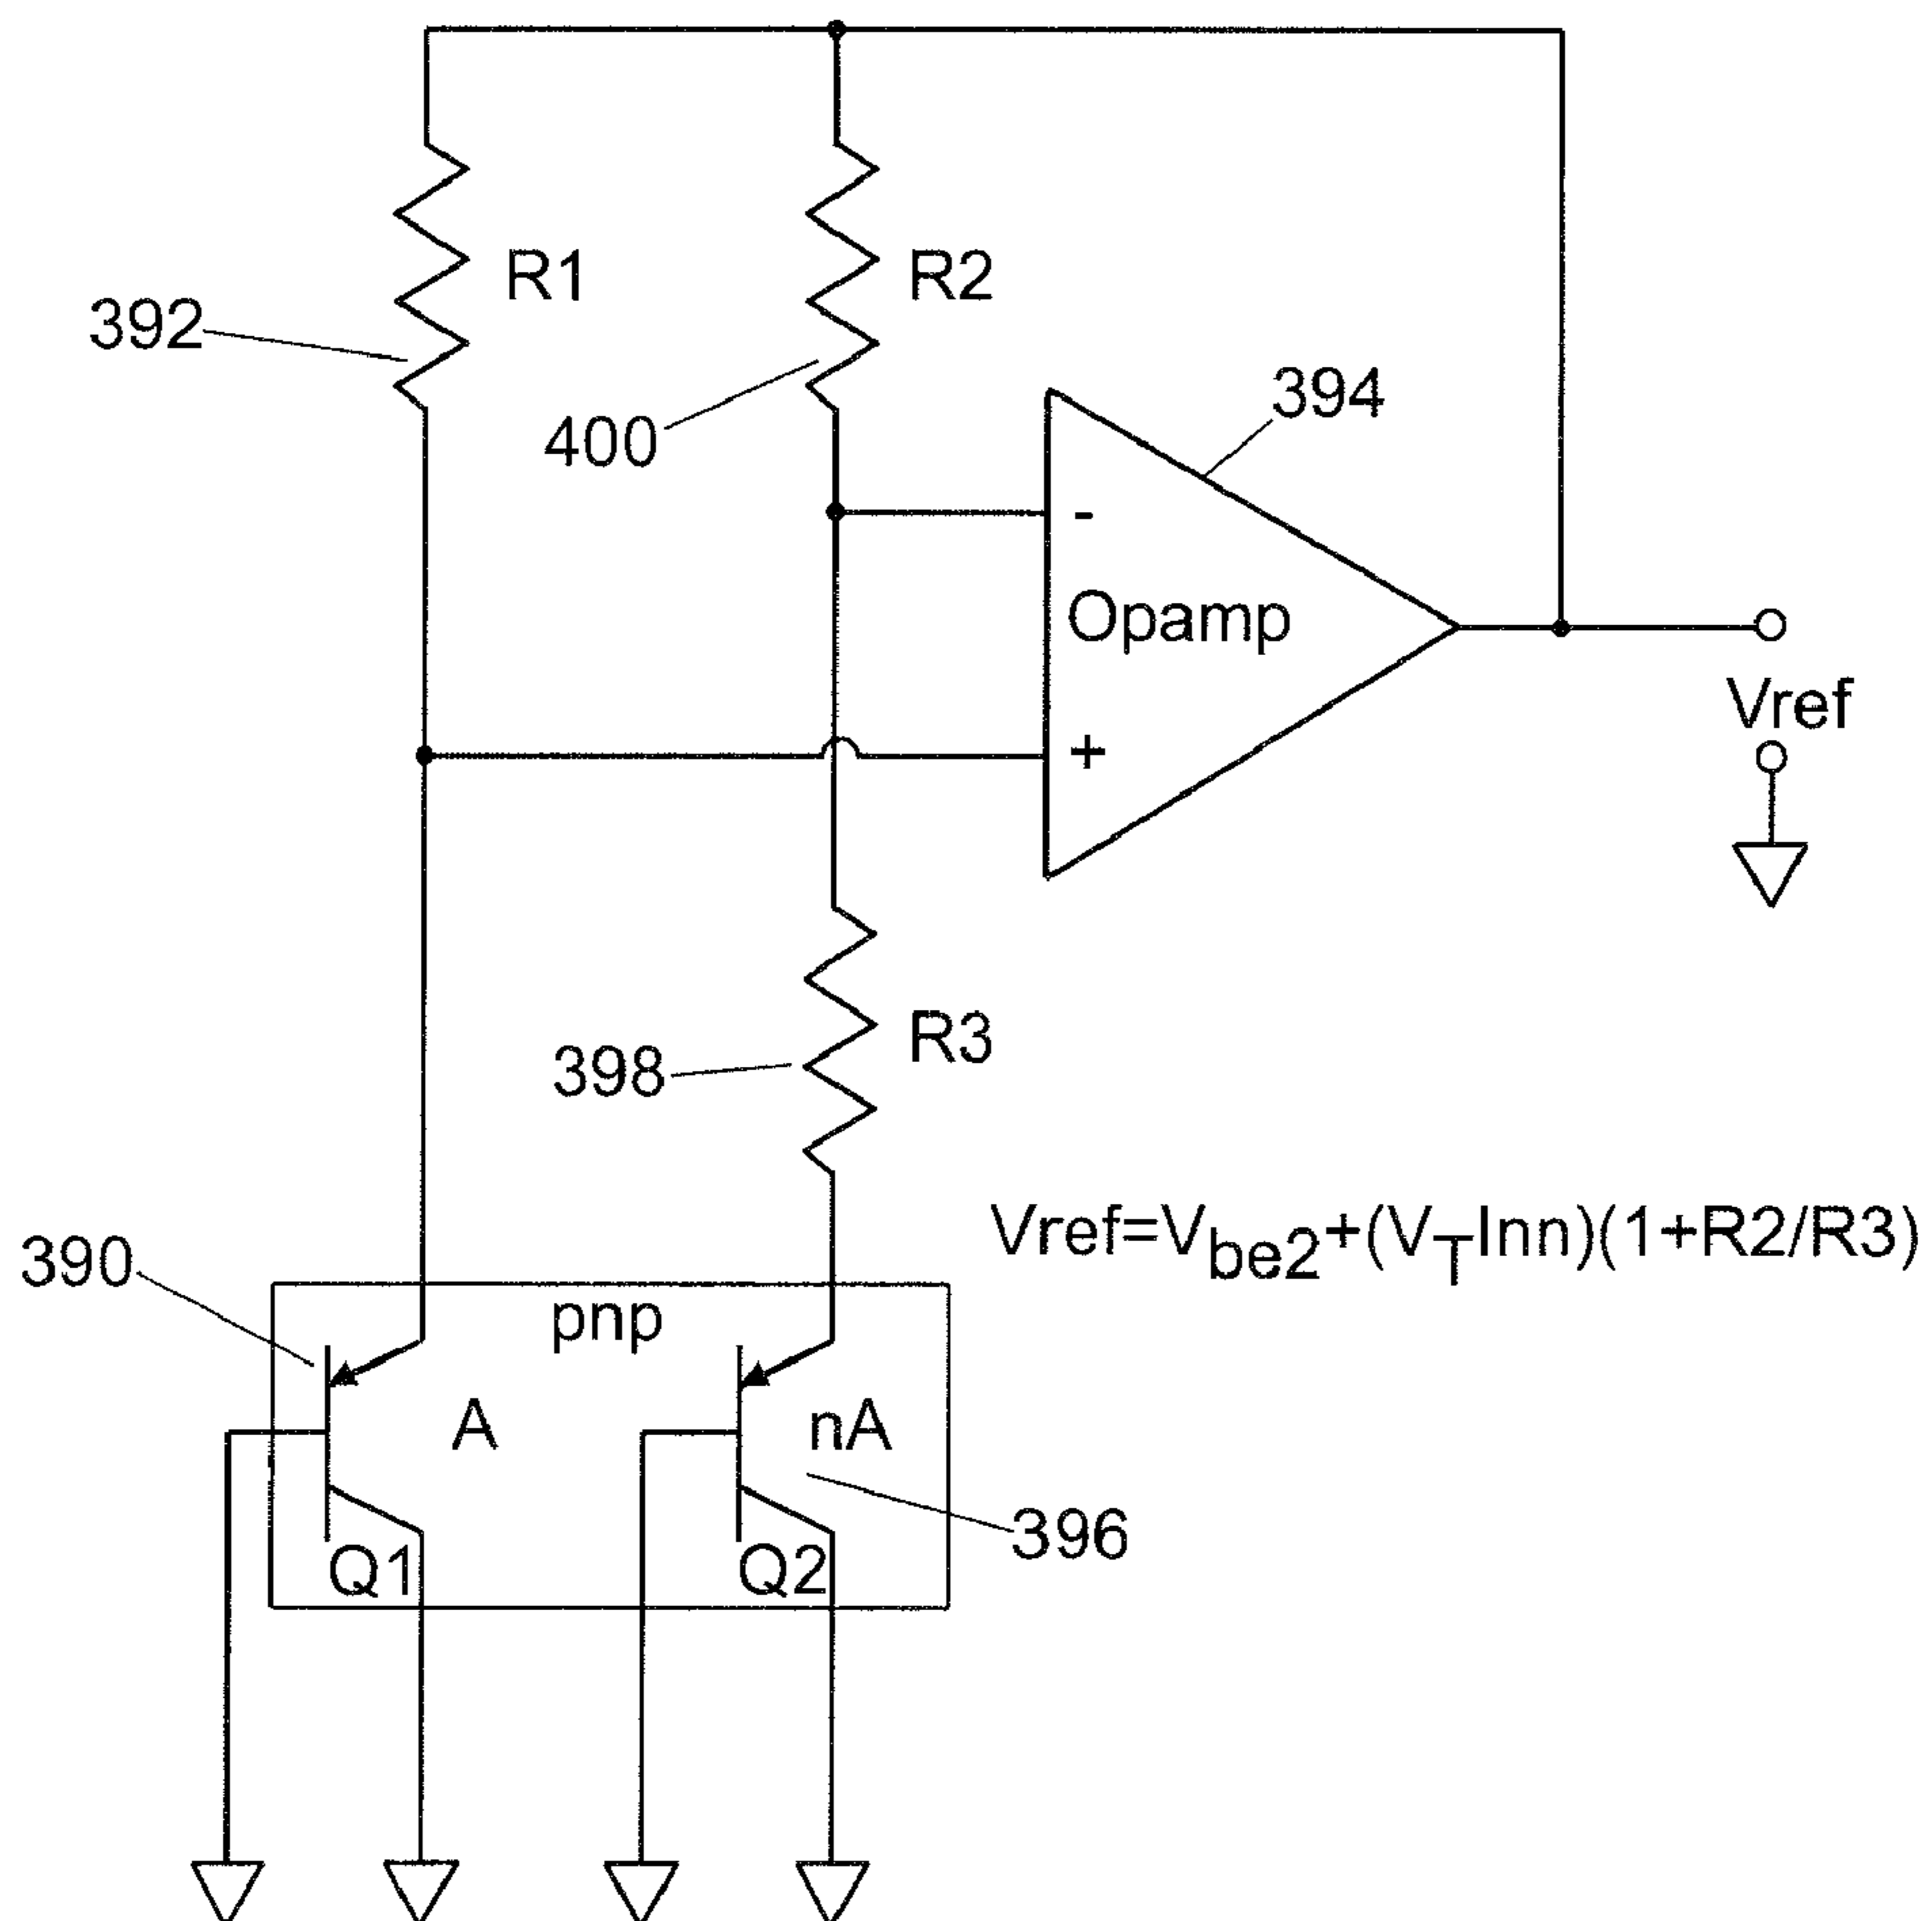 R1
R2
392
394
400
-
Opamp
+
Vref
R3
398
Vref=Vbe2+(VTInn)(1+R2/R3)
390
pnp
A
nA
396
Q1
Q2